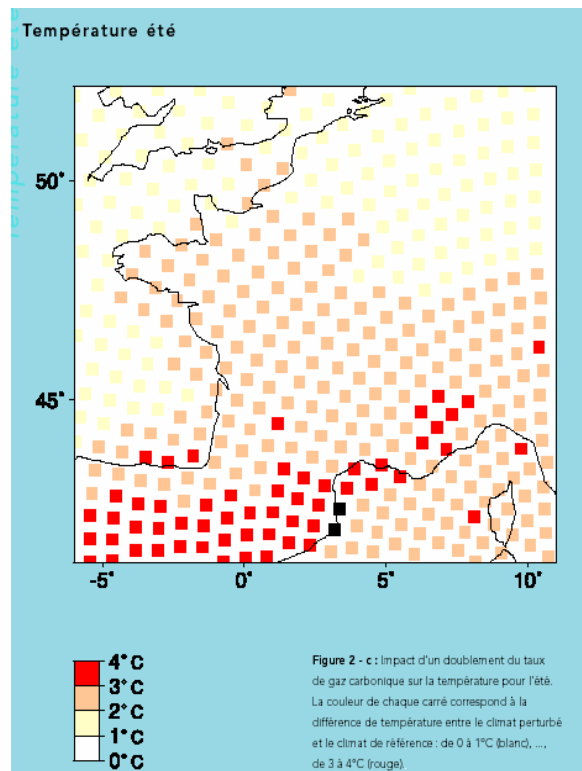 Température été
Température été
50°
45°
-5° 0° 5° 10°
4°C
3°C
2°C
1°C
0°C
Figure 2 - c : Impact d'un doublement du taux
de gaz carbonique sur la température pour l'été.
La couleur de chaque carré correspond à la
différence de température entre le climat perturbé
et le climat de référence : de 0 à 1°C (blanc), ...,
de 3 à 4°C (rouge).